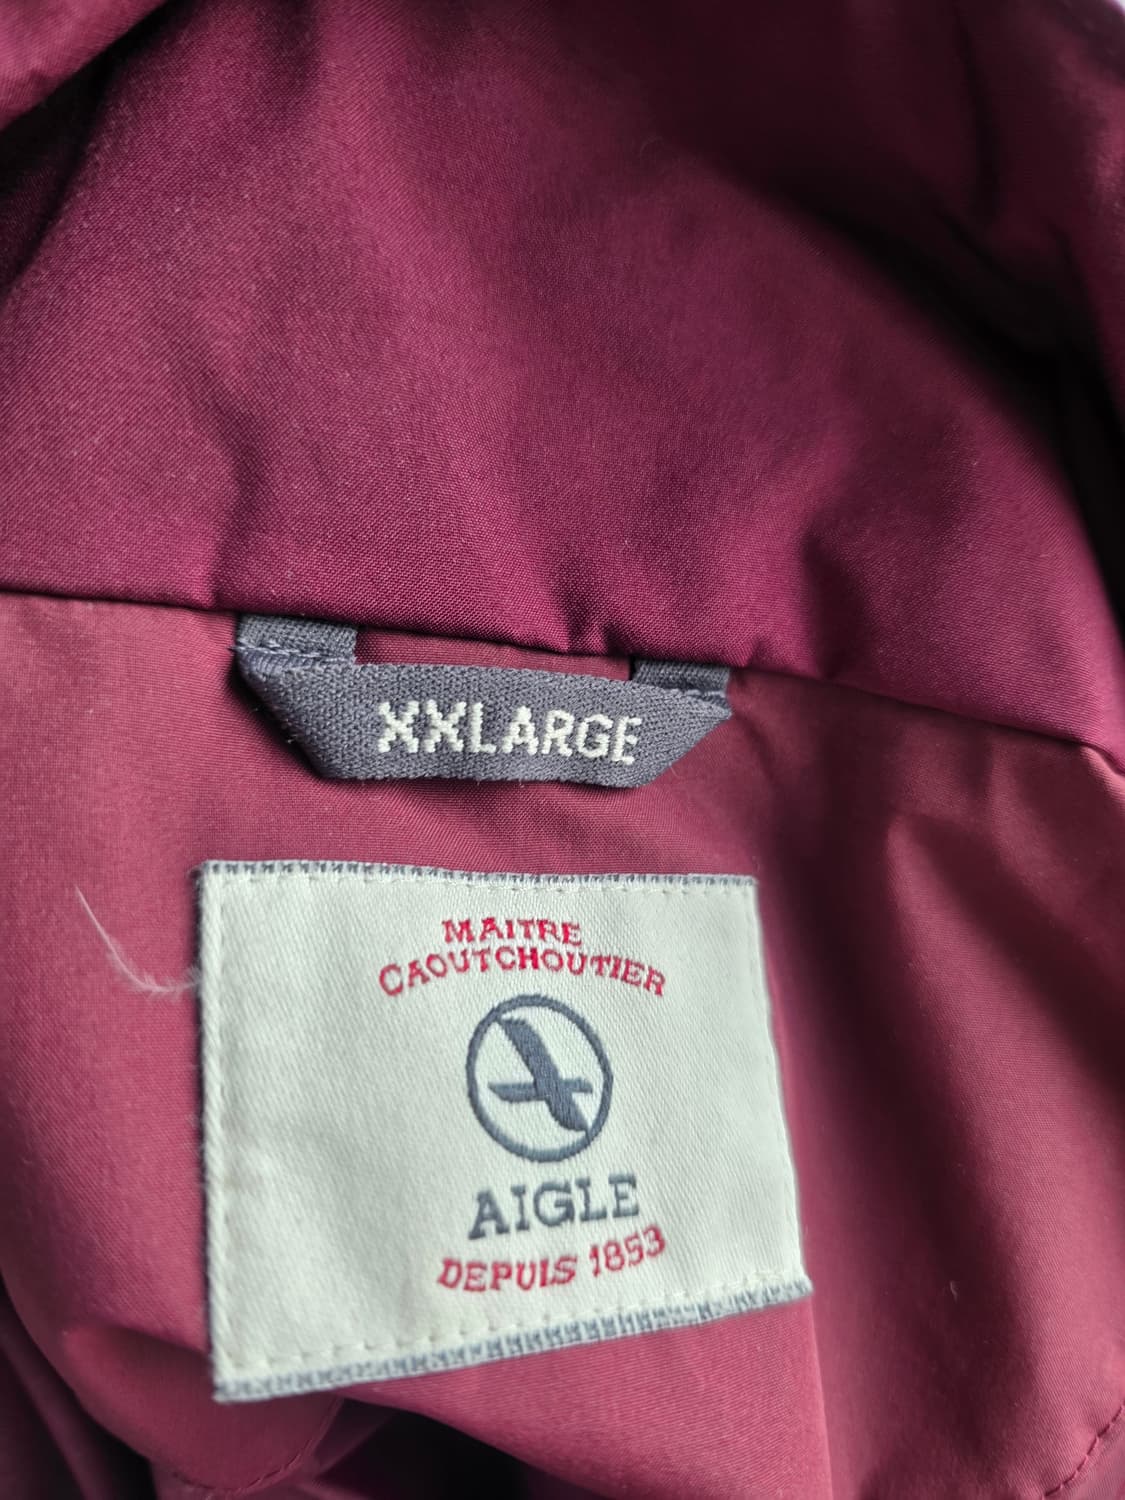 XXLARGE
MAITRE
CAOUTCHOUTIER
AIGLE
DEPUIS 1853